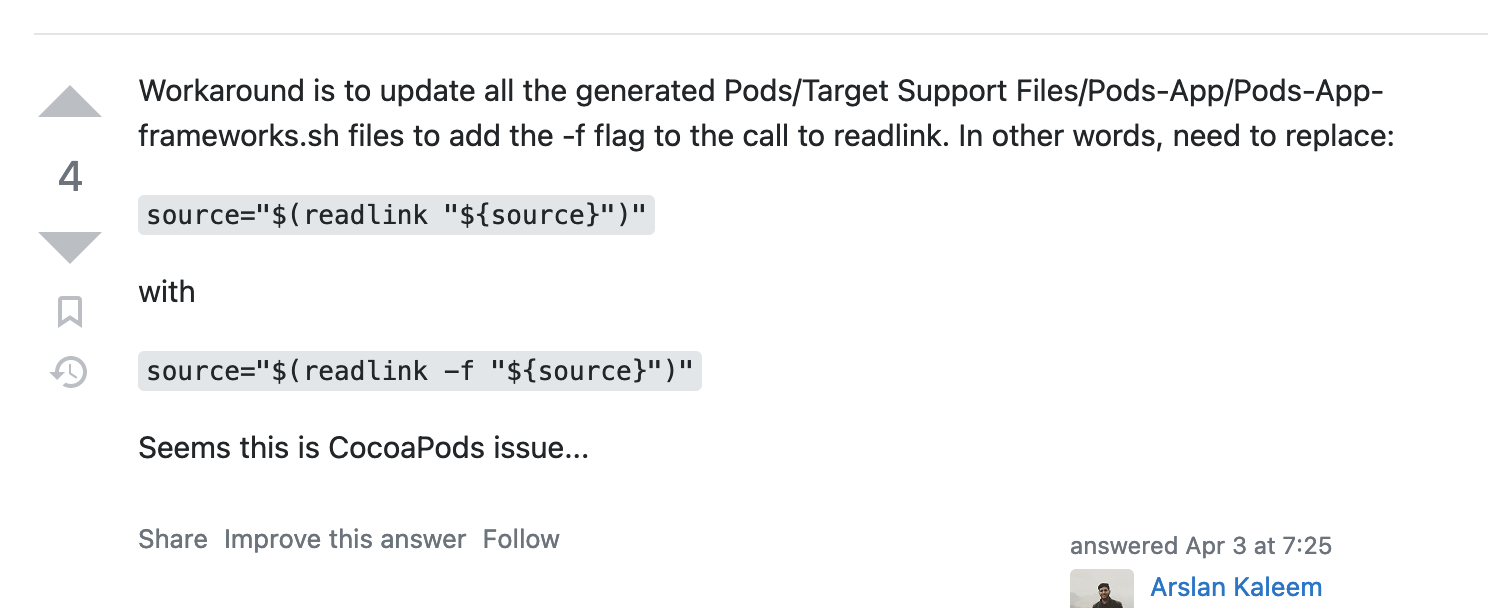 Workaround is to update all the generated Pods/Target Support Files/Pods-App/Pods-App-
frameworks.sh files to add the -f flag to the call to readlink. In other words, need to replace:
4
source="$(readlink "${source}")"
with
source="$(readlink -f "${source}")"
Seems this is CocoaPods issue...
Share Improve this answer Follow
answered Apr 3 at 7:25
Arslan Kaleem